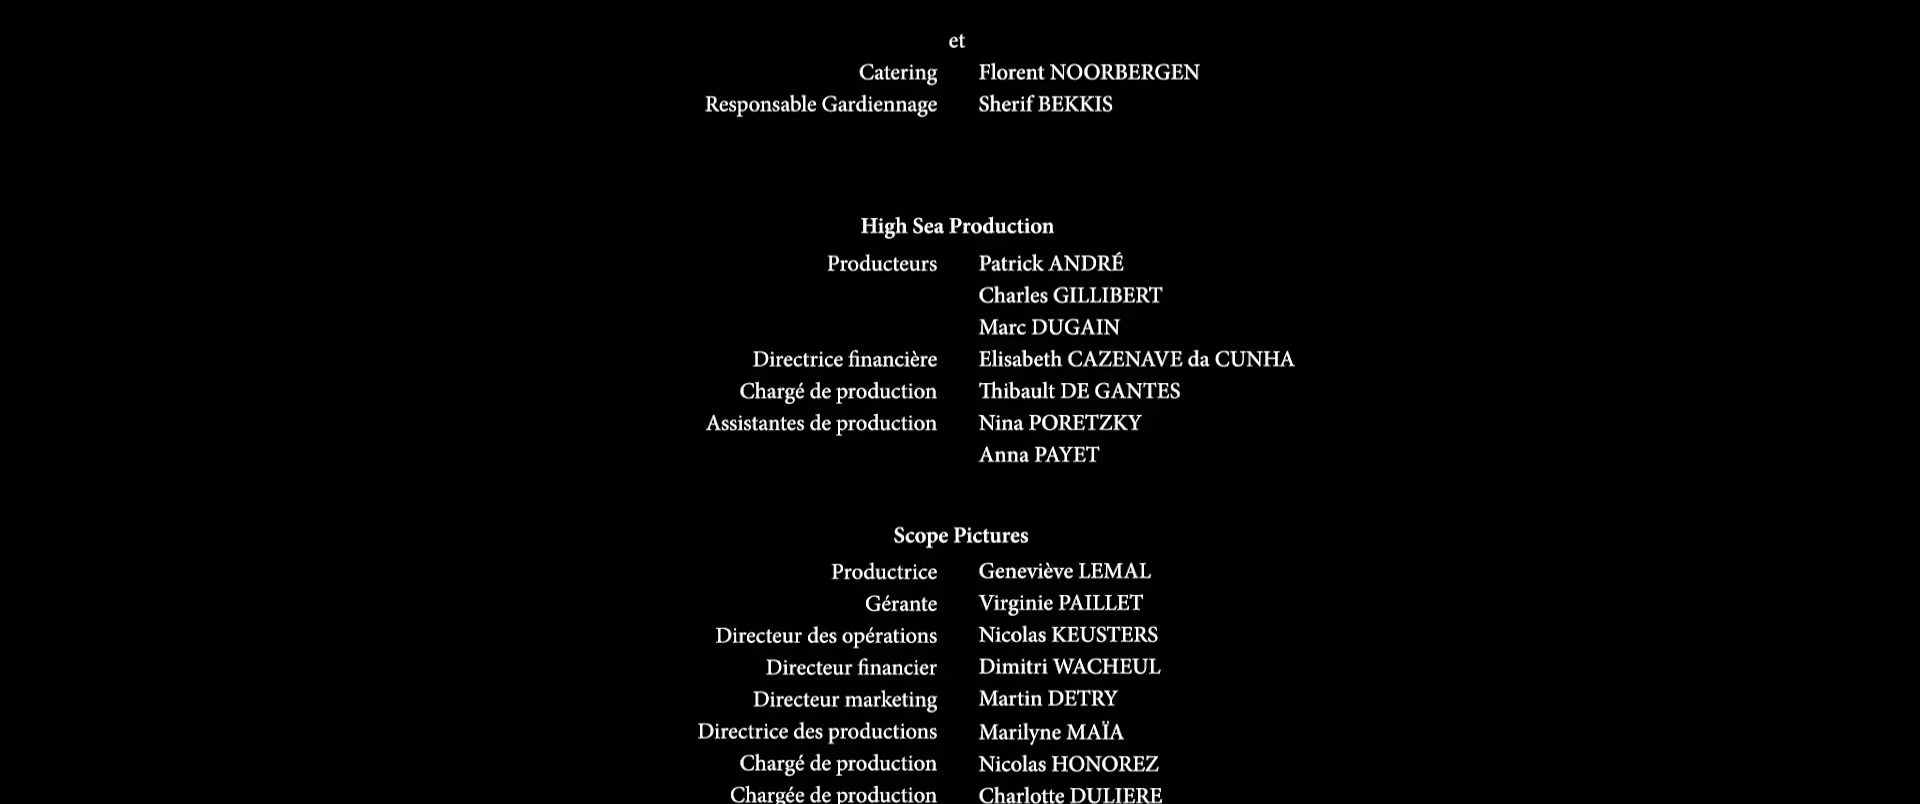 et
Catering Florent NOORBERGEN
Responsable Gardiennage Sherif BEKKIS
High Sea Production
Producteurs Patrick ANDRÉ
Charles GILLIBERT
Marc DUGAIN
Directrice financière Elisabeth CAZENAVE da CUNHA
Chargé de production Thibault DE GANTES
Assistantes de production Nina PORETZKY
Anna PAYET
Scope Pictures
Productrice Geneviève LEMAL
Gérante Virginie PAILLET
Directeur des opérations Nicolas KEUSTERS
Directeur financier Dimitri WACHEUL
Directeur marketing Martin DETRY
Directrice des productions Marilyne MAÏA
Chargé de production Nicolas HONOREZ
Chargée de production Charlotte DULIERE